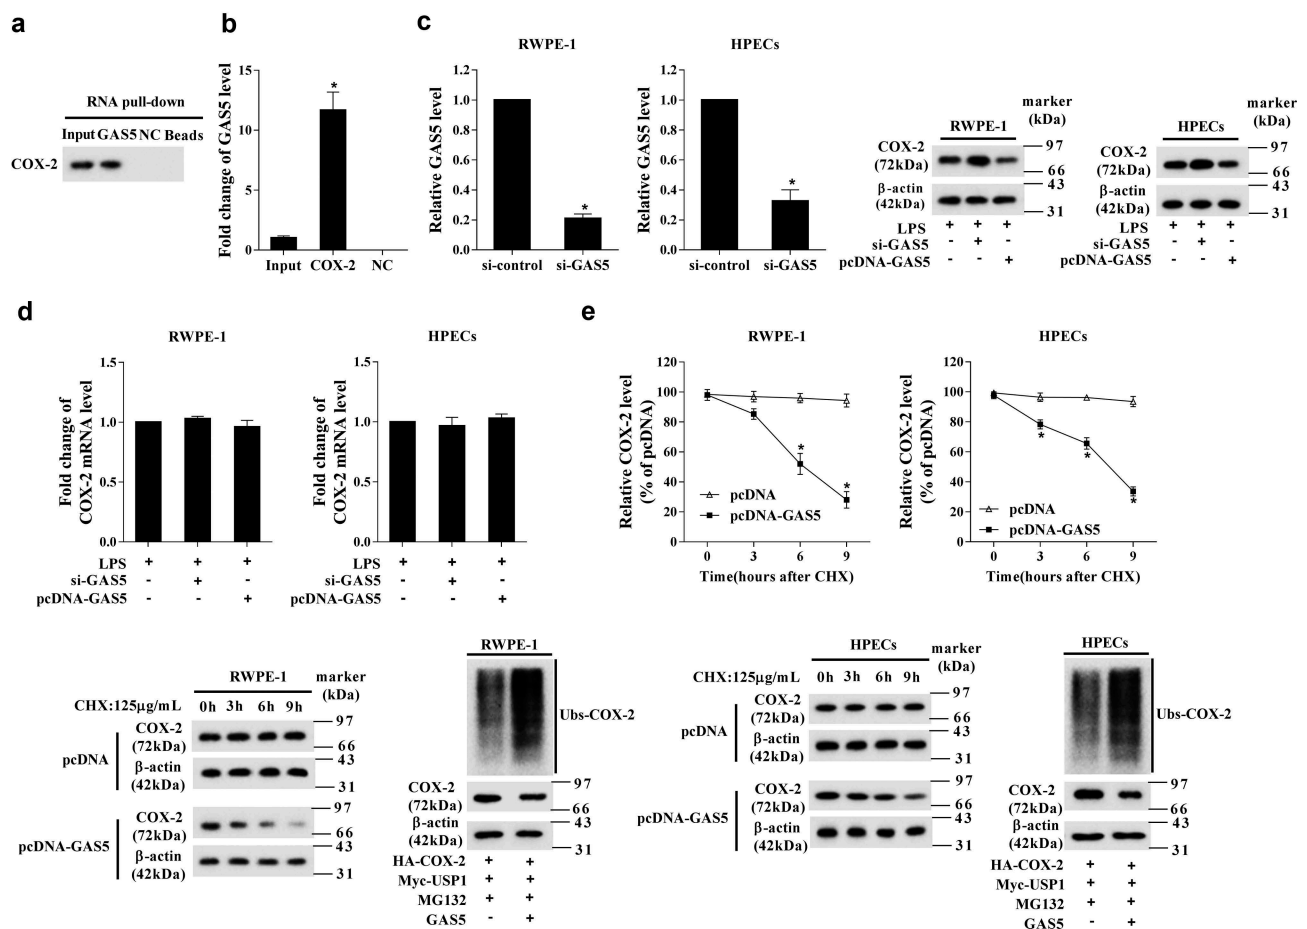 a
RNA pull-down
Input GAS5 NC Beads
COX-2
b
Fold change of GAS5 level
15
10
5
0
*
Input COX-2 NC
c
RWPE-1
Relative GAS5 level
1.2
1.0
0.8
0.6
0.4
0.2
0.0
*
si-control si-GAS5
HPECs
Relative GAS5 level
1.2
1.0
0.8
0.6
0.4
0.2
0.0
*
si-control si-GAS5
marker
(kDa)
RWPE-1
COX-2
(72kDa)
97
66
β-actin
(42kDa)
43
31
LPS + + +
si-GAS5 - + -
pcDNA-GAS5 - - +
marker
(kDa)
HPECs
COX-2
(72kDa)
97
66
β-actin
(42kDa)
43
31
LPS + + +
si-GAS5 - + -
pcDNA-GAS5 - - +
d
RWPE-1
Fold change of
COX-2 mRNA level
1.5
1.0
0.5
0.0
LPS + + +
si-GAS5 - + -
pcDNA-GAS5 - - +
HPECs
Fold change of
COX-2 mRNA level
1.5
1.0
0.5
0.0
LPS + + +
si-GAS5 - + -
pcDNA-GAS5 - - +
e
RWPE-1
Relative COX-2 level
(% of pcDNA)
120
100
80
60
40
20
0
*
*
pcDNA
pcDNA-GAS5
0 3 6 9
Time(hours after CHX)
HPECs
Relative COX-2 level
(% of pcDNA)
120
100
80
60
40
20
0
*
*
*
pcDNA
pcDNA-GAS5
0 3 6 9
Time(hours after CHX)
RWPE-1
marker
(kDa)
CHX:125μg/mL 0h 3h 6h 9h
pcDNA
COX-2
(72kDa)
97
66
β-actin
(42kDa)
43
31
pcDNA-GAS5
COX-2
(72kDa)
97
66
β-actin
(42kDa)
43
31
RWPE-1
Ubs-COX-2
COX-2
(72kDa)
97
66
β-actin
(42kDa)
43
31
HA-COX-2 + +
Myc-USP1 + +
MG132 + +
GAS5 - +
HPECs
marker
(kDa)
CHX:125μg/mL 0h 3h 6h 9h
pcDNA
COX-2
(72kDa)
97
66
β-actin
(42kDa)
43
31
pcDNA-GAS5
COX-2
(72kDa)
97
66
β-actin
(42kDa)
43
31
HPECs
Ubs-COX-2
COX-2
(72kDa)
97
66
β-actin
(42kDa)
43
31
HA-COX-2 + +
Myc-USP1 + +
MG132 + +
GAS5 - +